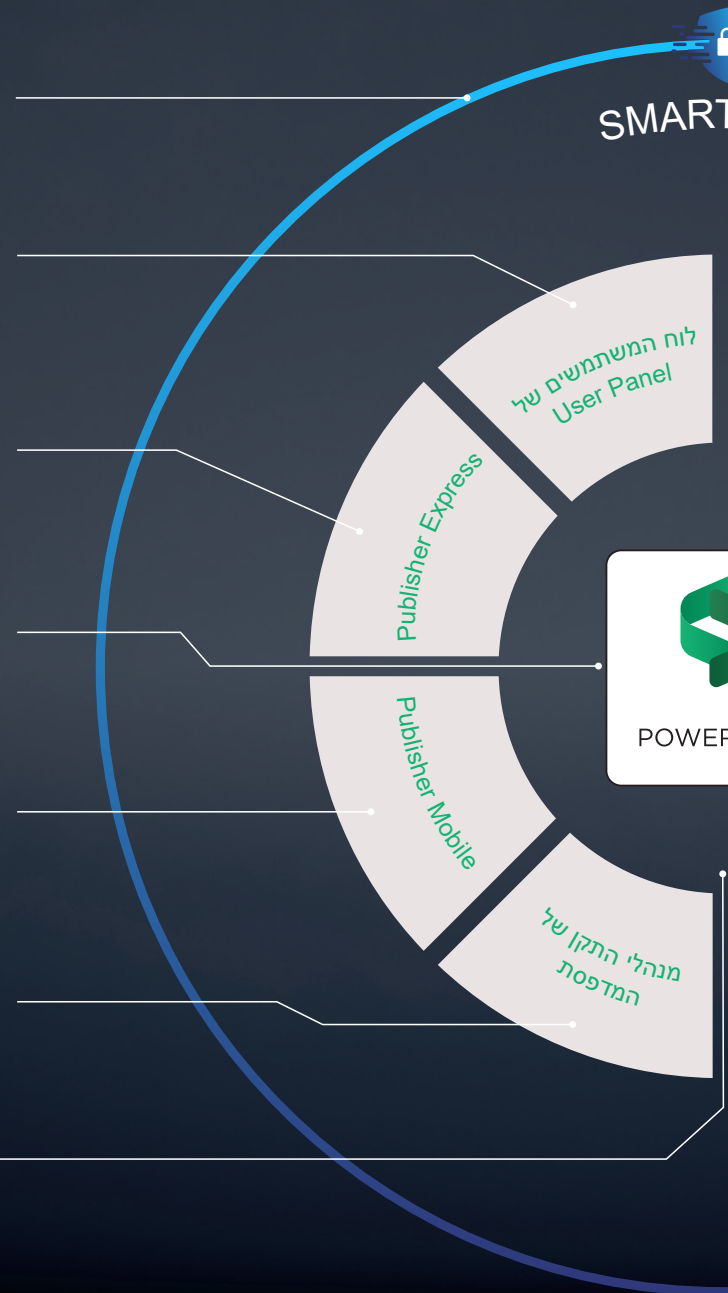 SMART
לוח המשתמשים של
User Panel
Publisher Express
POWER
Publisher Mobile
מנהלי התקן של
המדפסת